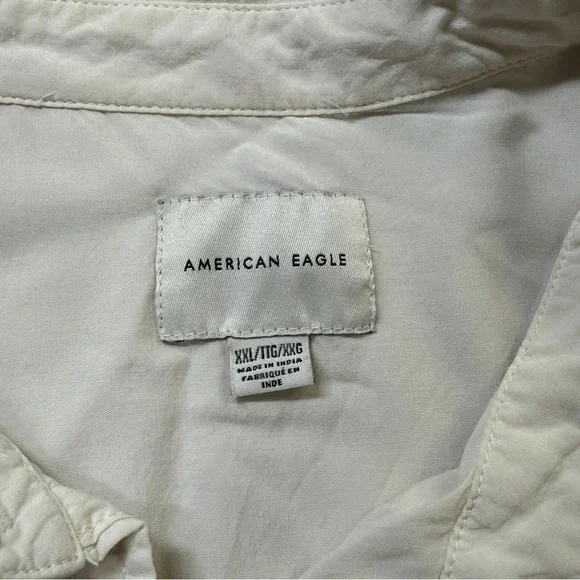 AMERICAN EAGLE
XXL/TTG/XXG
MADE IN INDIA
FABRIQUÉ EN
INDE